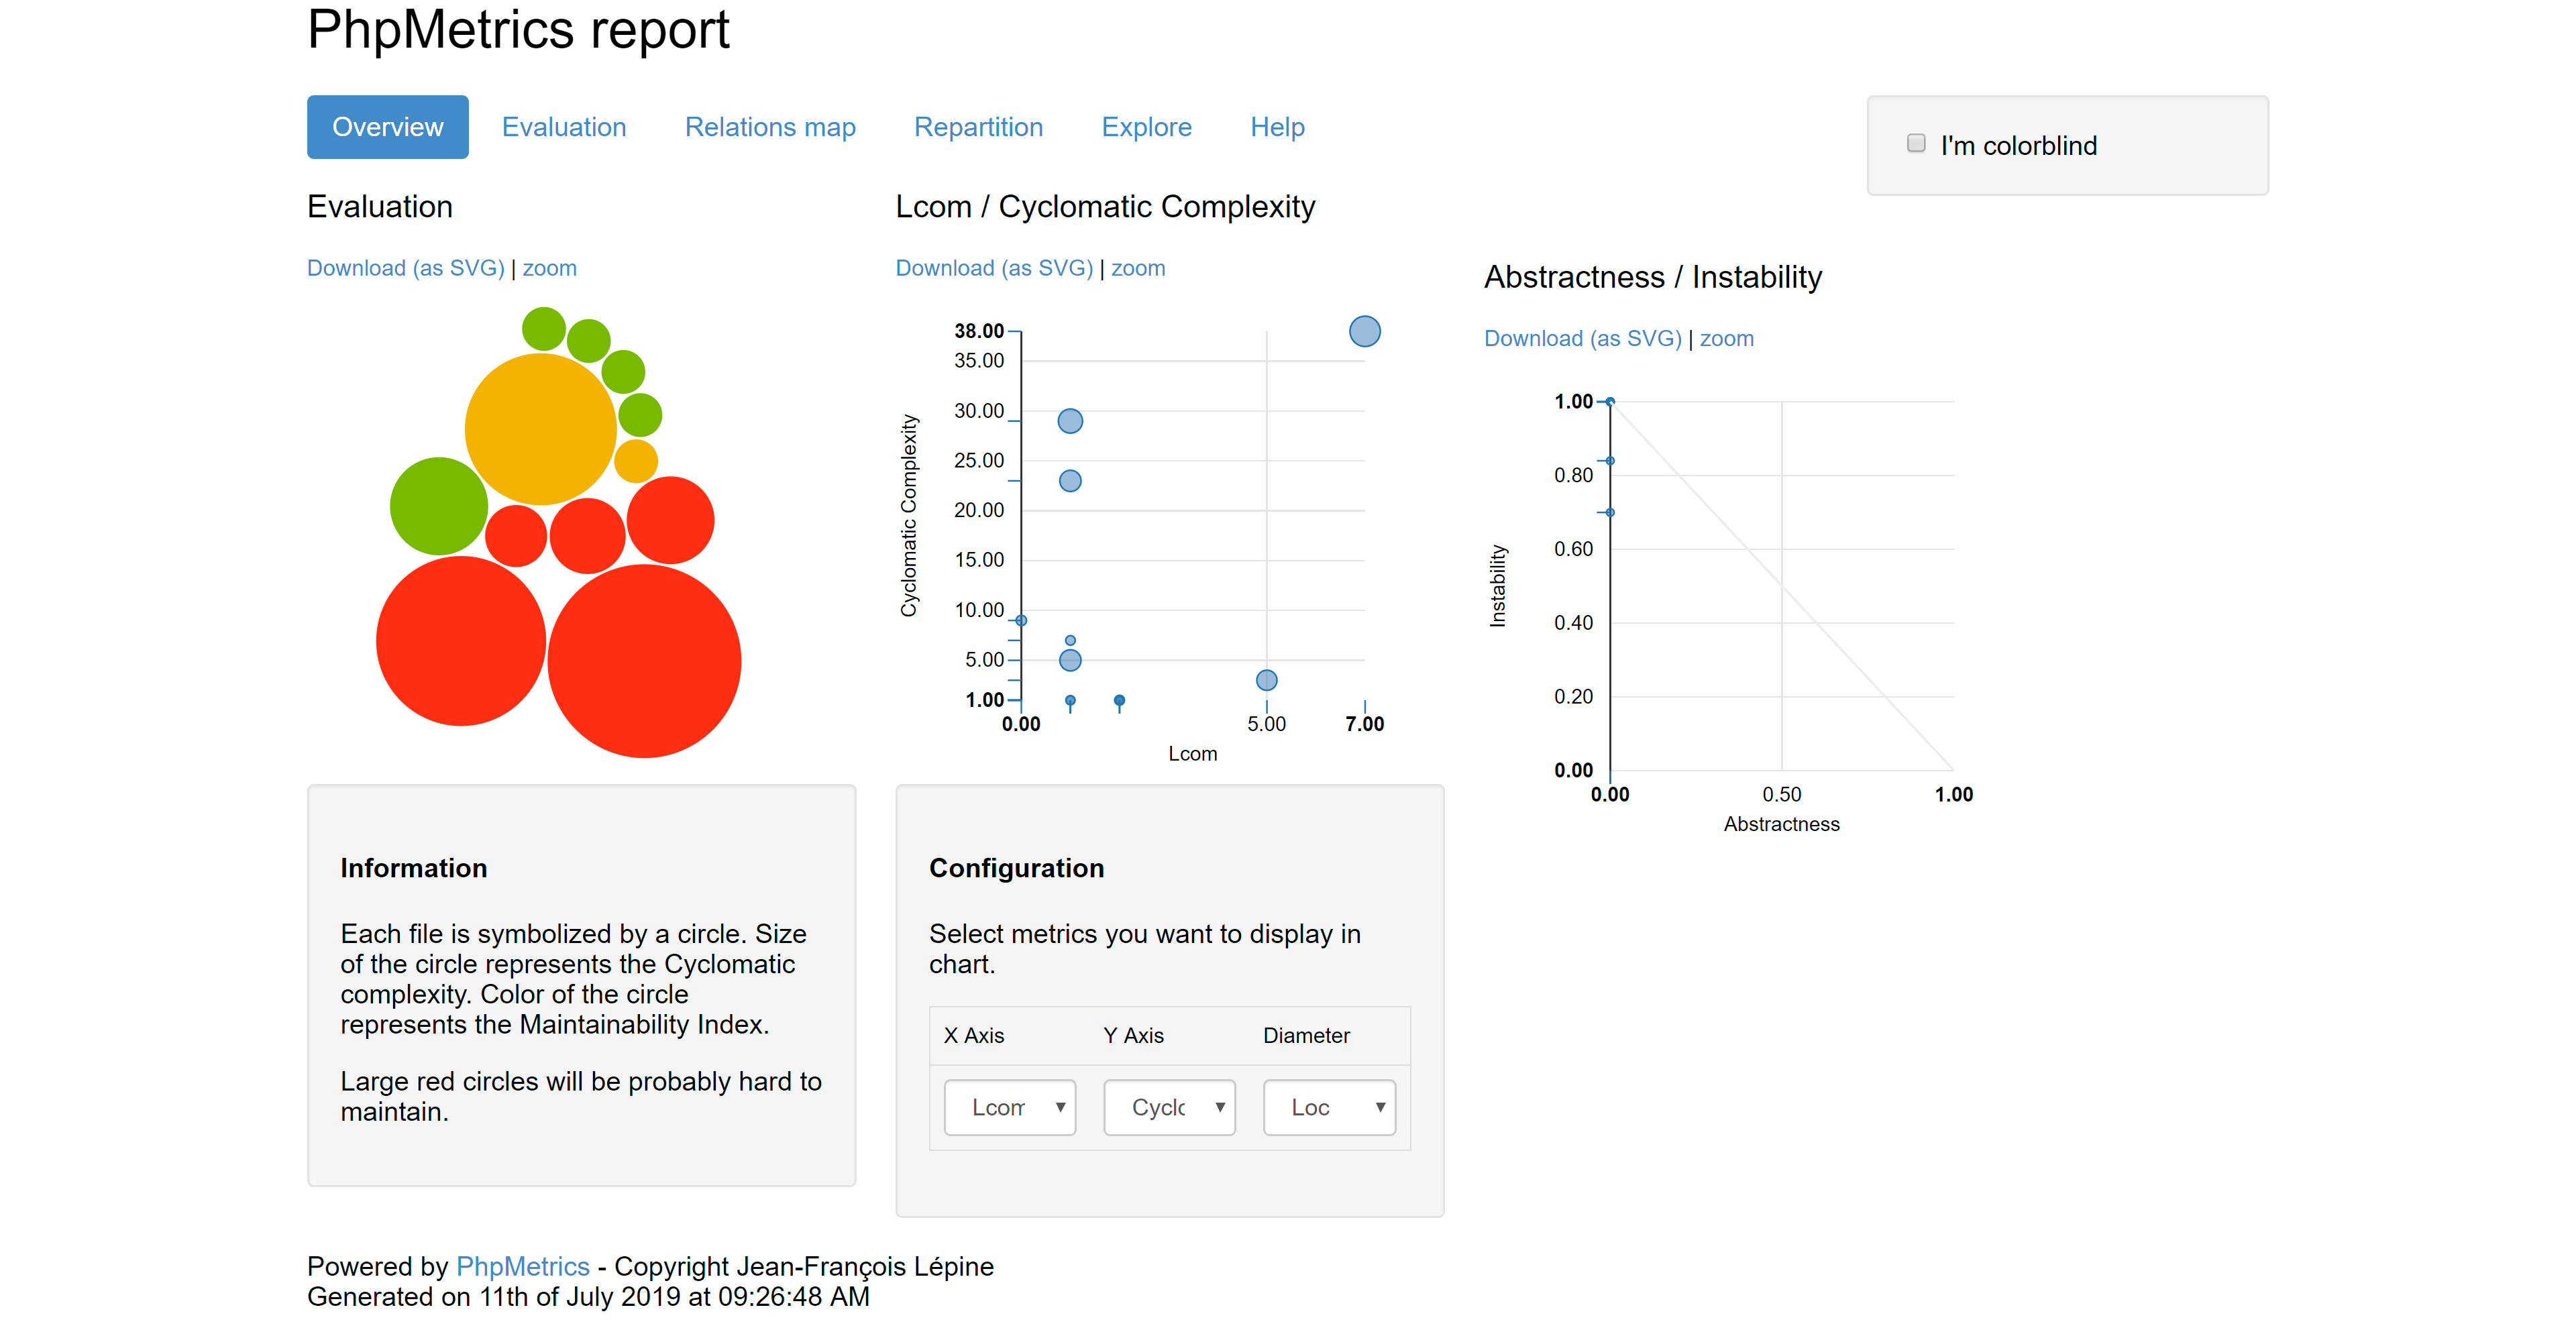 PhpMetrics report
Overview
Evaluation
Relations map
Repartition
Explore
Help
I'm colorblind
Evaluation
Download (as SVG) | zoom
Lcom / Cyclomatic Complexity
Download (as SVG) | zoom
38.00
35.00
30.00
25.00
20.00
15.00
10.00
5.00
1.00
Cyclomatic Complexity
0.00
5.00
7.00
Lcom
Abstractness / Instability
Download (as SVG) | zoom
1.00
0.80
0.60
0.40
0.20
0.00
Instability
0.00
0.50
1.00
Abstractness
Information
Each file is symbolized by a circle. Size
of the circle represents the Cyclomatic
complexity. Color of the circle
represents the Maintainability Index.
Large red circles will be probably hard to
maintain.
Configuration
Select metrics you want to display in
chart.
X Axis
Y Axis
Diameter
Lcom
Cyclo
Loc
Powered by PhpMetrics - Copyright Jean-François Lépine
Generated on 11th of July 2019 at 09:26:48 AM